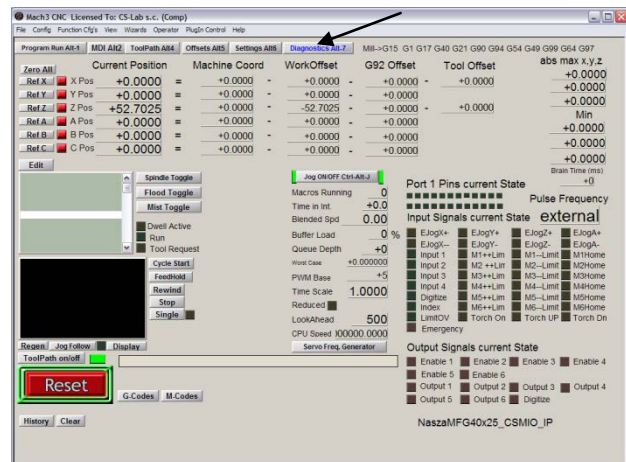 Mach3 CNC Licensed To: CS-Lab s.c. (Comp)
File Config Function Cfg's View Wizards Operator PlugIn Control Help
Program Run Alt-1 MDI Alt2 ToolPath Alt4 Offsets Alt5 Settings Alt6 Diagnostics Alt-7 Mill->G15 G1 G17 G40 G21 G90 G94 G54 G49 G99 G64 G97
Zero All Current Position Machine Coord WorkOffset G92 Offset Tool Offset abs max x,y,z
Ref X X Pos +0.0000 = +0.0000 - +0.0000 - +0.0000 - +0.0000 +0.0000
Ref Y Y Pos +0.0000 = +0.0000 - +0.0000 - +0.0000 +0.0000
Ref Z Z Pos +52.7025 = +0.0000 - -52.7025 - +0.0000 - +0.0000 +0.0000
Min
Ref A A Pos +0.0000 = +0.0000 - +0.0000 - +0.0000 +0.0000
Ref B B Pos +0.0000 = +0.0000 - +0.0000 - +0.0000 +0.0000
Ref C C Pos +0.0000 = +0.0000 - +0.0000 - +0.0000 +0.0000
Brain Time (ms)
+0
Edit
Spindle Toggle
Flood Toggle
Mist Toggle
Dwell Active
Run
Tool Request
Cycle Start
FeedHold
Rewind
Stop
Single
Regen Jog Follow Display
ToolPath on/off
Reset
G-Codes M-Codes
History Clear
Jog ON/OFF Ctrl-Alt-J
Macros Running 0
Time in Int. +0.0
Blended Spd 0.00
Buffer Load 0 %
Queue Depth +0
Worst Case +0.000000
PWM Base +5
Time Scale 1.0000
Reduced
LookAhead 500
CPU Speed
Servo Freq. Generator
Port 1 Pins current State
Pulse Frequency
Input Signals current State external
EJogX+ EJogY+ EJogZ+ EJogA+
EJogX-- EJogY- EJogZ- EJogA-
Input 1 M1++Lim M1--Limit M1Home
Input 2 M2 ++Lim M2--Limit M2Home
Input 3 M3++Lim M3--Limit M3Home
Input 4 M4++Lim M4--Limit M4Home
Digitize M5++Lim M5--Limit M5Home
Index M6++Lim M6--Limit M6Home
LimitOV Torch On Torch UP Torch Dn
Emergency
Output Signals current State
Enable 1 Enable 2 Enable 3 Enable 4
Enable 5 Enable 6
Output 1 Output 2 Output 3 Output 4
Output 5 Output 6 Digitize
NaszaMFG40x25_CSMIO_IP